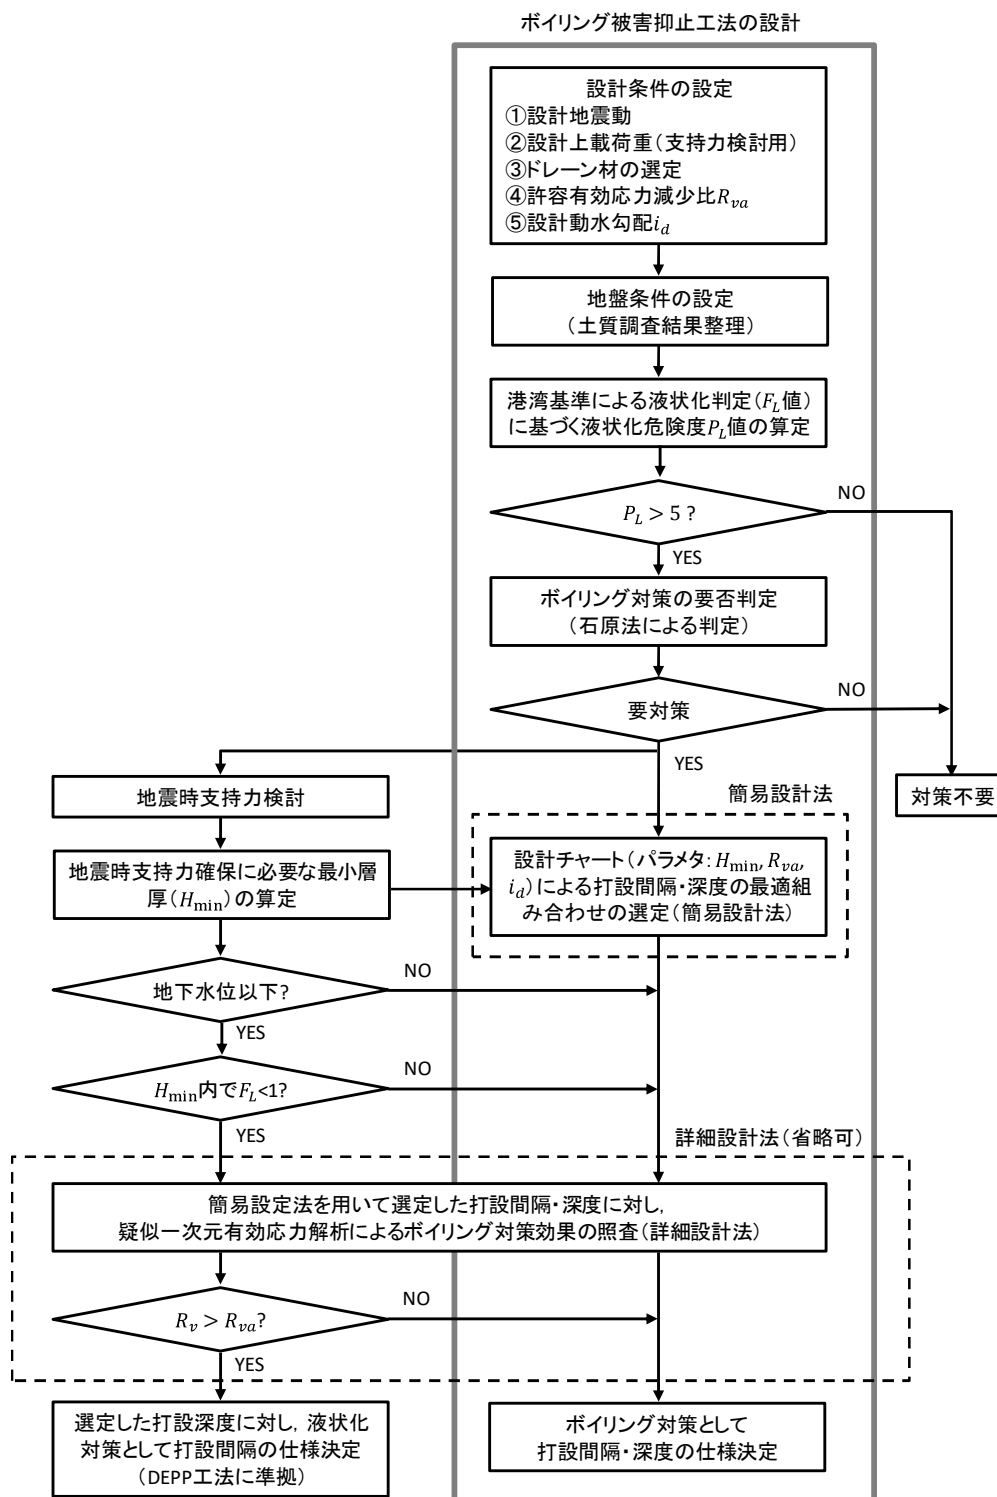 ボイリング被害抑止工法の設計
設計条件の設定
①設計地震動
②設計上載荷重(支持力検討用)
③ドレーン材の選定
④許容有効応力減少比R_{va}
⑤設計動水勾配i_d
地盤条件の設定
(土質調査結果整理)
港湾基準による液状化判定(F_L値)
に基づく液状化危険度P_L値の算定
P_L > 5 ?
NO
YES
ボイリング対策の要否判定
(石原法による判定)
要対策
NO
YES
対策不要
地震時支持力検討
簡易設計法
地震時支持力確保に必要な最小層
厚(H_{min})の算定
設計チャート(パラメタ:H_{min}, R_{va},
i_d)による打設間隔・深度の最適組
み合わせの選定(簡易設計法)
地下水位以下?
NO
YES
H_{min}内でF_L<1?
NO
YES
詳細設計法(省略可)
簡易設定法を用いて選定した打設間隔・深度に対し,
疑似一次元有効応力解析によるボイリング対策効果の照査(詳細設計法)
R_v > R_{va}?
NO
YES
選定した打設深度に対し, 液状化
対策として打設間隔の仕様決定
(DEPP工法に準拠)
ボイリング対策として
打設間隔・深度の仕様決定